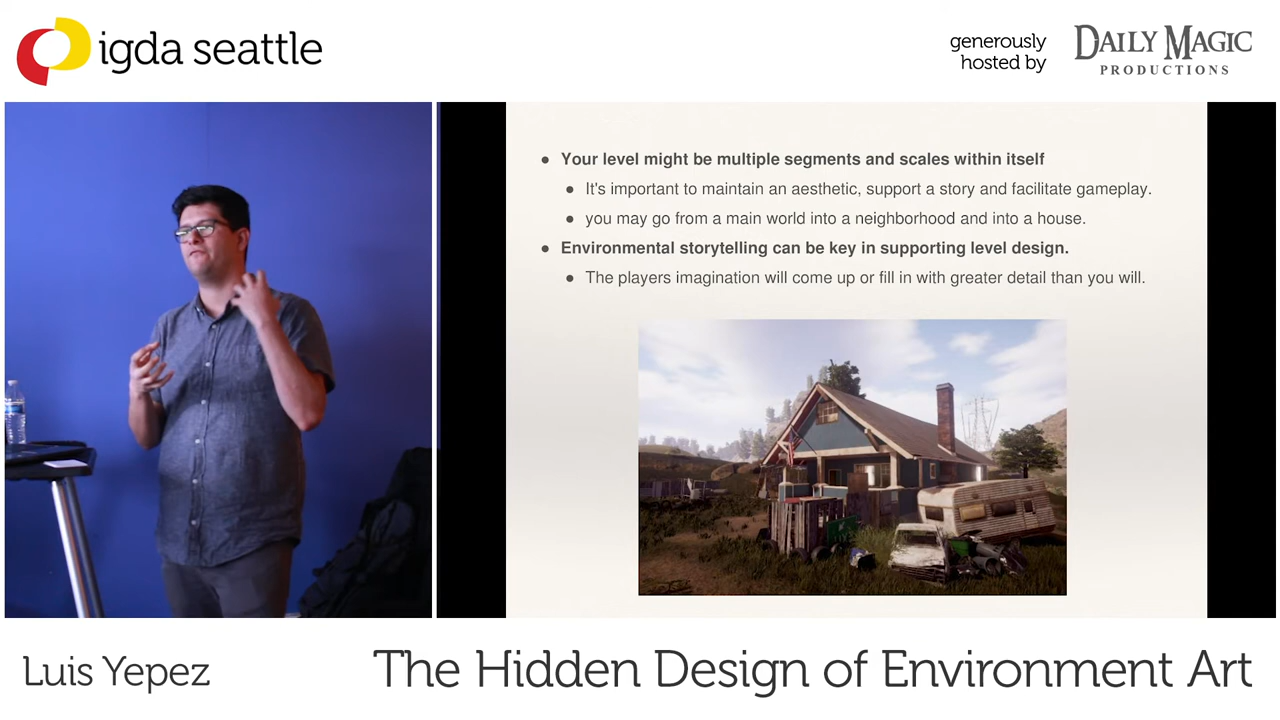 igda seattle
generously
hosted by
DAILY MAGIC
PRODUCTIONS
● Your level might be multiple segments and scales within itself
● It's important to maintain an aesthetic, support a story and facilitate gameplay.
● you may go from a main world into a neighborhood and into a house.
● Environmental storytelling can be key in supporting level design.
● The players imagination will come up or fill in with greater detail than you will.
Luis Yepez
The Hidden Design of Environment Art